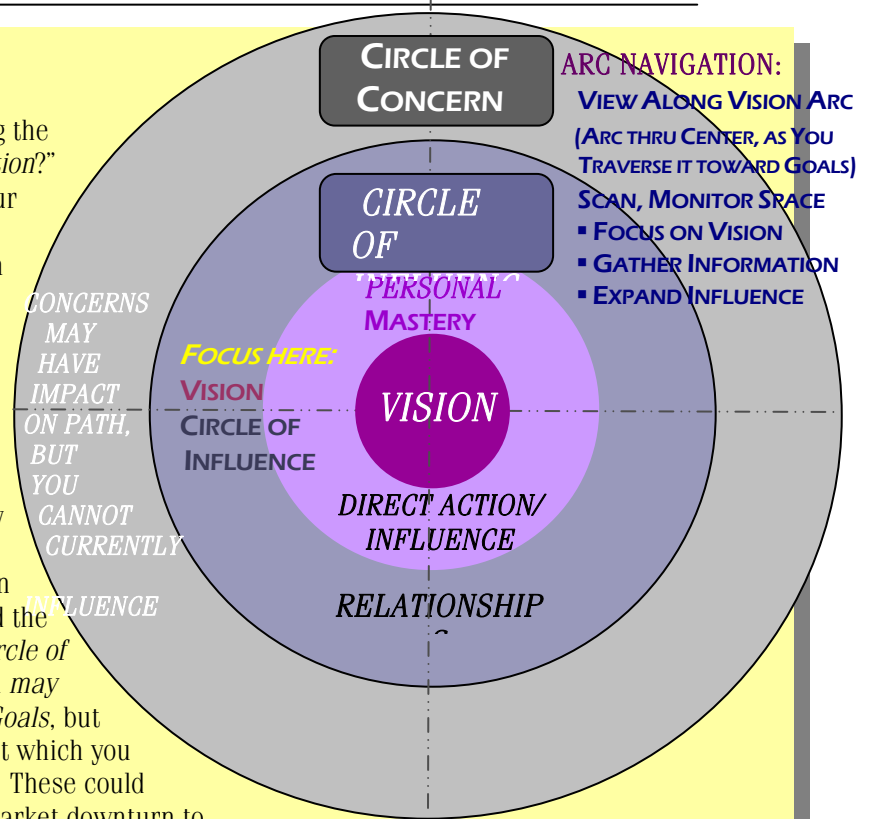 CIRCLE OF
CONCERN
ARC NAVIGATION:
VIEW ALONG VISION ARC
(ARC THRU CENTER, AS YOU
TRAVERSE IT TOWARD GOALS)
SCAN, MONITOR SPACE
▪ FOCUS ON VISION
▪ GATHER INFORMATION
▪ EXPAND INFLUENCE
CIRCLE
OF
PERSONAL
MASTERY
FOCUS HERE:
VISION
CIRCLE OF
INFLUENCE
VISION
DIRECT ACTION/
INFLUENCE
RELATIONSHIP
CONCERNS
MAY
HAVE
IMPACT
ON PATH,
BUT
YOU
CANNOT
CURRENTLY
INFLUENCE
the
?”
the
of
may
Goals, but
which you
These could
downturn to